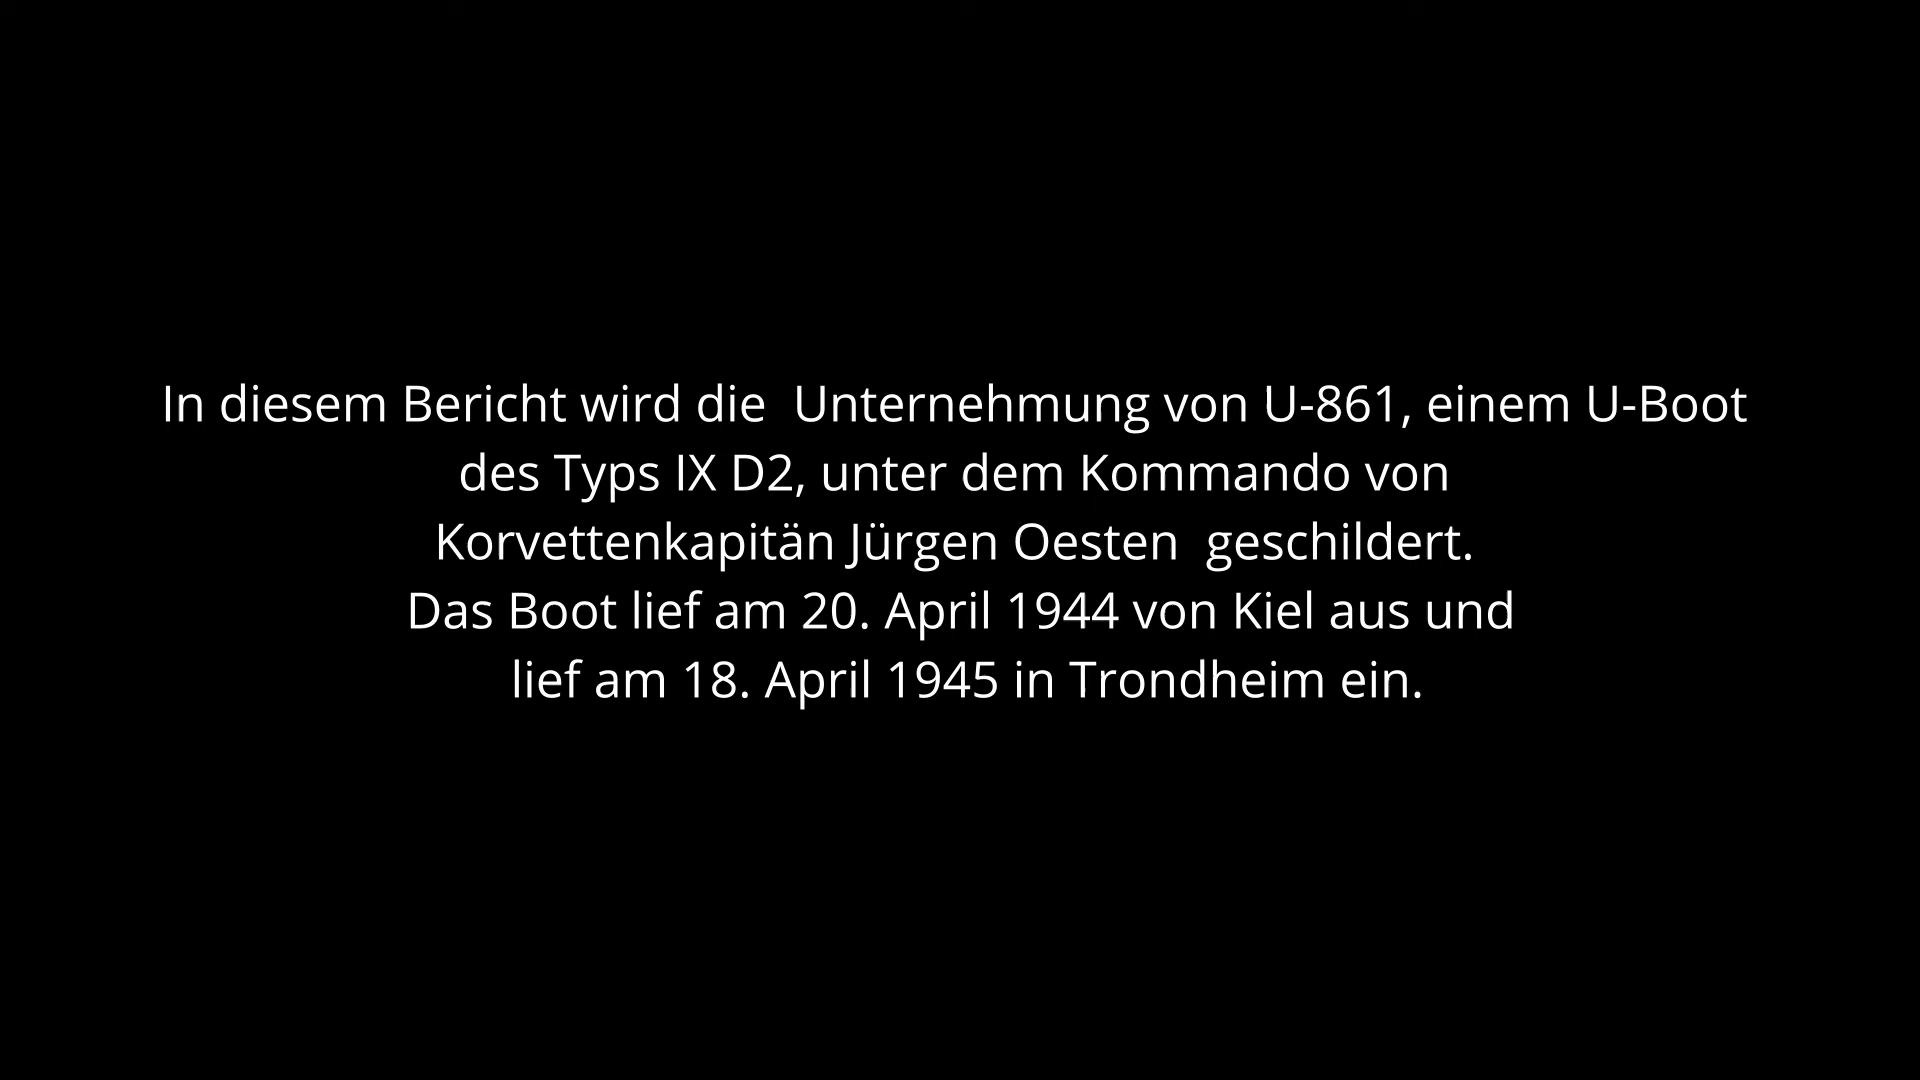 In diesem Bericht wird die  Unternehmung von U-861, einem U-Boot
des Typs IX D2, unter dem Kommando von
Korvettenkapitän Jürgen Oesten  geschildert.
Das Boot lief am 20. April 1944 von Kiel aus und
lief am 18. April 1945 in Trondheim ein.